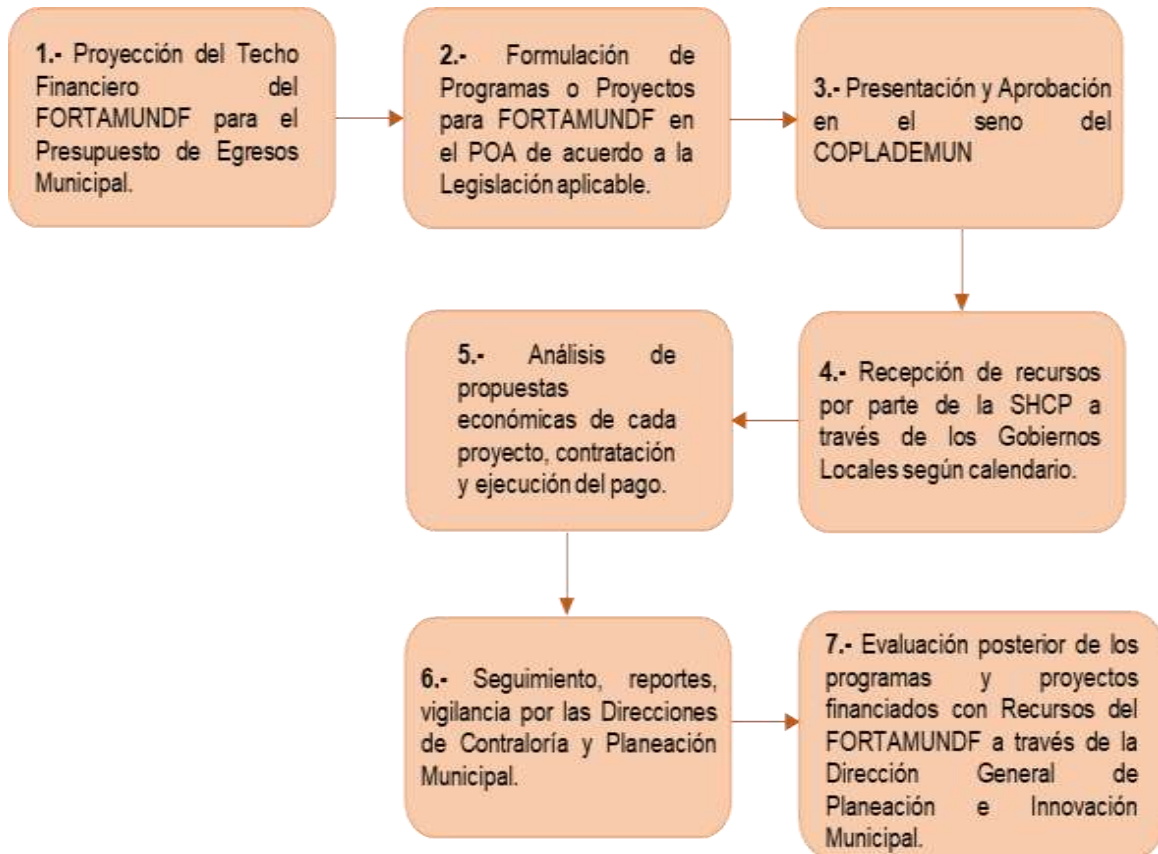 1.- Proyección del Techo
Financiero del
FORTAMUNDF para el
Presupuesto de Egresos
Municipal.
2.- Formulación de
Programas o Proyectos
para FORTAMUNDF en
el POA de acuerdo a la
Legislación aplicable.
3.- Presentación y Aprobación
en el seno del
COPLADEMUN
4.- Recepción de recursos
por parte de la SHCP a
través de los Gobiernos
Locales según calendario.
5.- Análisis de
propuestas
económicas de cada
proyecto, contratación
y ejecución del pago.
6.- Seguimiento, reportes,
vigilancia por las Direcciones
de Contraloría y Planeación
Municipal.
7.- Evaluación posterior de los
programas y proyectos
financiados con Recursos del
FORTAMUNDF a través de la
Dirección General de
Planeación e Innovación
Municipal.